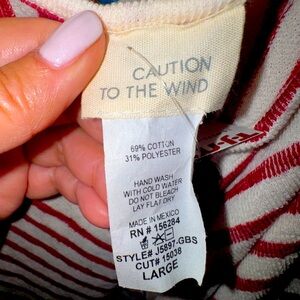 CAUTION
TO THE WIND
69% COTTON
31% POLYESTER
HAND WASH
WITH COLD WATER
DO NOT BLEACH
LAY FLAT DRY
MADE IN MEXICO
RN # 156284
STYLE# J5897-GBS
CUT# 15038
LARGE